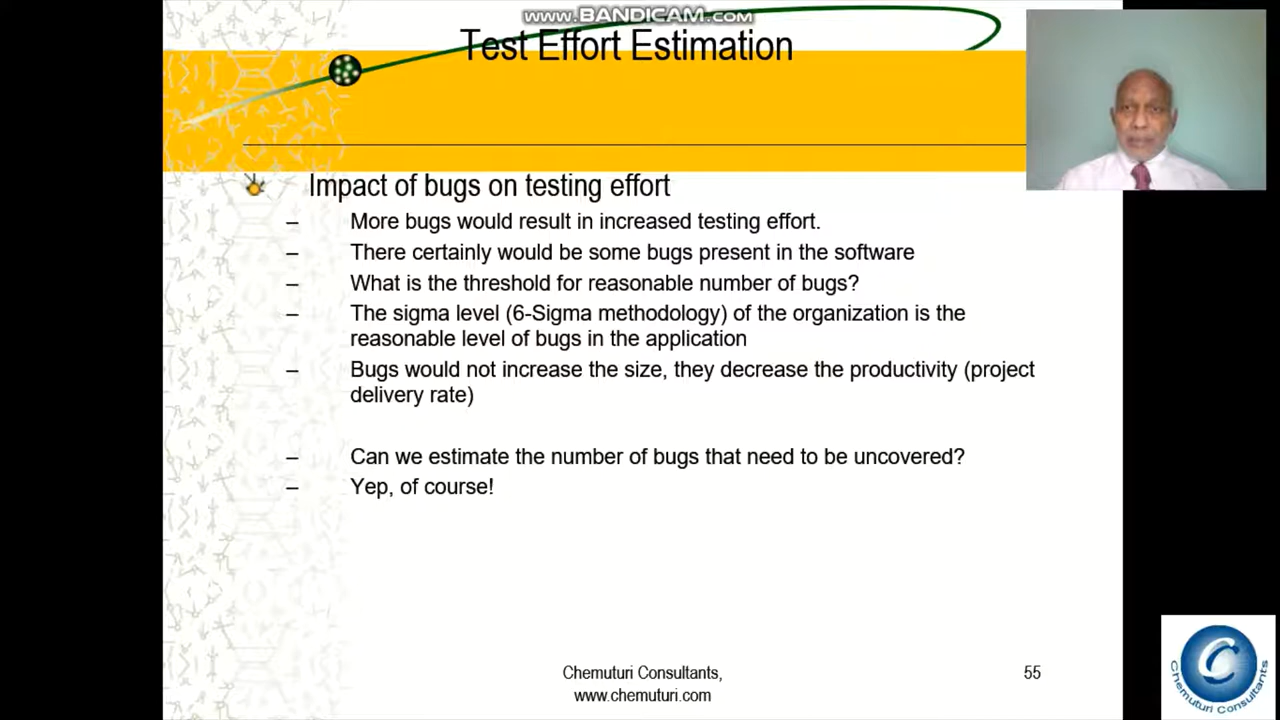 www.BANDICAM.com
Test Effort Estimation
Impact of bugs on testing effort
– More bugs would result in increased testing effort.
– There certainly would be some bugs present in the software
– What is the threshold for reasonable number of bugs?
– The sigma level (6-Sigma methodology) of the organization is the
reasonable level of bugs in the application
– Bugs would not increase the size, they decrease the productivity (project
delivery rate)
– Can we estimate the number of bugs that need to be uncovered?
– Yep, of course!
Chemuturi Consultants,
www.chemuturi.com
55
C
Chemuturi Consultants